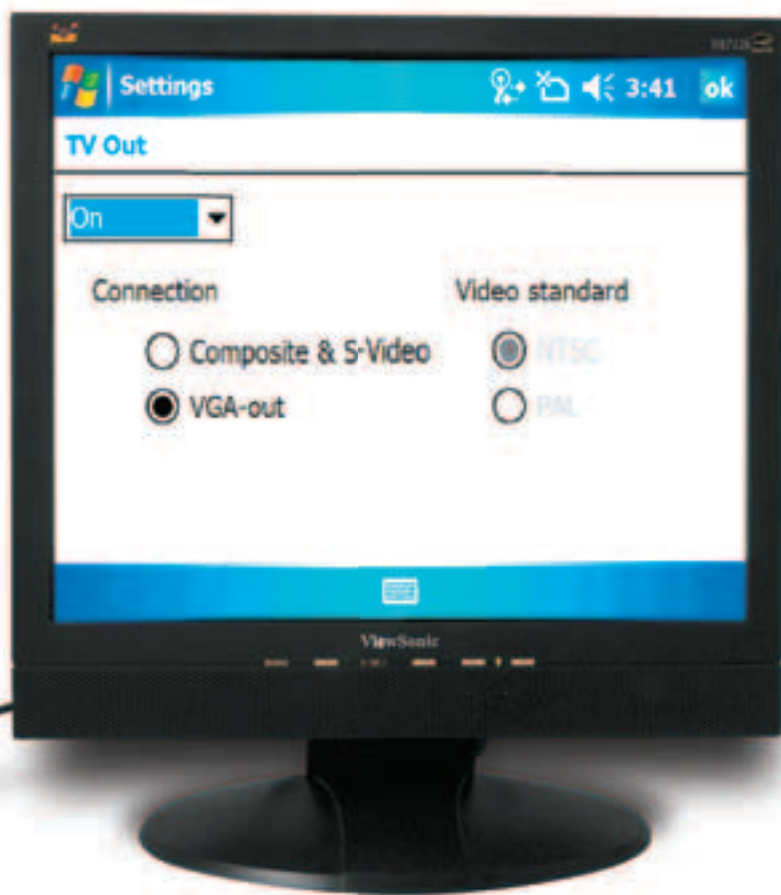 Settings 3:41 ok
TV Out
On
Connection Video standard
Composite & S-Video NTSC
VGA-out PAL
ViewSonic